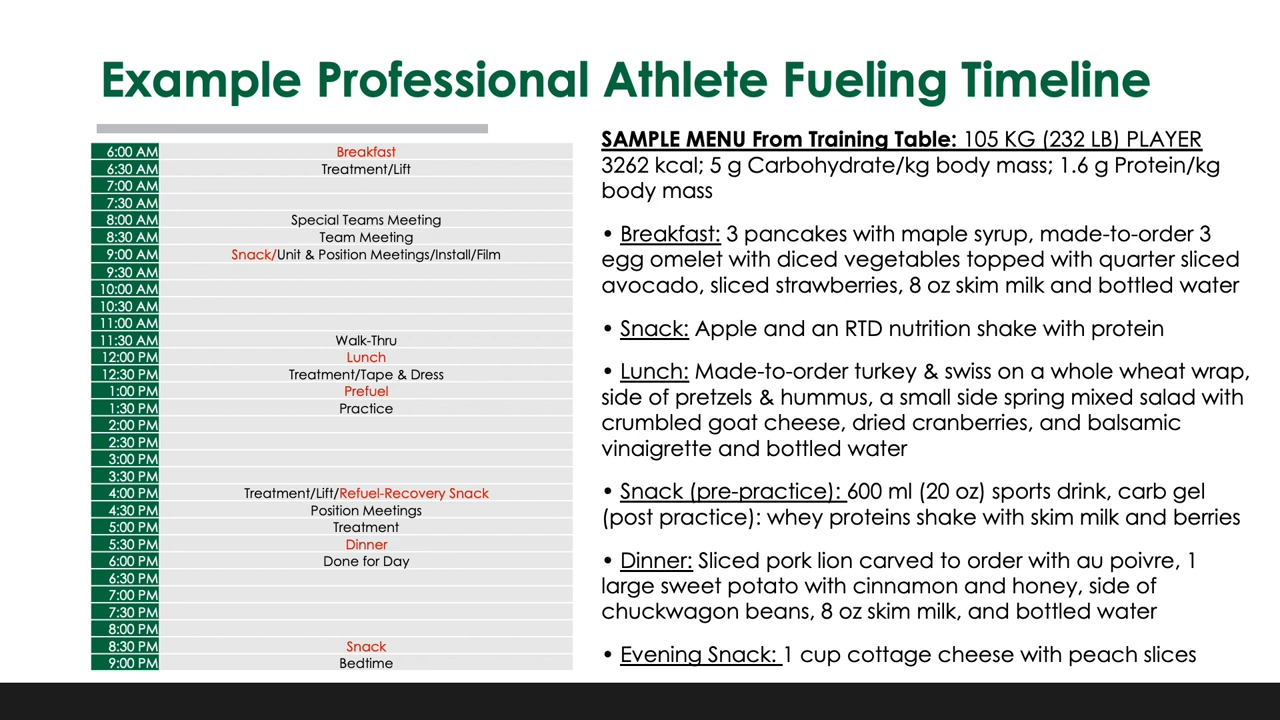 Example Professional Athlete Fueling Timeline
6:00 AM Breakfast
6:30 AM Treatment/Lift
7:00 AM
7:30 AM
8:00 AM Special Teams Meeting
8:30 AM Team Meeting
9:00 AM Snack/Unit & Position Meetings/Install/Film
9:30 AM
10:00 AM
10:30 AM
11:00 AM
11:30 AM Walk-Thru
12:00 PM Lunch
12:30 PM Treatment/Tape & Dress
1:00 PM Prefuel
1:30 PM Practice
2:00 PM
2:30 PM
3:00 PM
3:30 PM
4:00 PM Treatment/Lift/Refuel-Recovery Snack
4:30 PM Position Meetings
5:00 PM Treatment
5:30 PM Dinner
6:00 PM Done for Day
6:30 PM
7:00 PM
7:30 PM
8:00 PM
8:30 PM Snack
9:00 PM Bedtime
SAMPLE MENU From Training Table: 105 KG (232 LB) PLAYER
3262 kcal; 5 g Carbohydrate/kg body mass; 1.6 g Protein/kg
body mass
• Breakfast: 3 pancakes with maple syrup, made-to-order 3
egg omelet with diced vegetables topped with quarter sliced
avocado, sliced strawberries, 8 oz skim milk and bottled water
• Snack: Apple and an RTD nutrition shake with protein
• Lunch: Made-to-order turkey & swiss on a whole wheat wrap,
side of pretzels & hummus, a small side spring mixed salad with
crumbled goat cheese, dried cranberries, and balsamic
vinaigrette and bottled water
• Snack (pre-practice): 600 ml (20 oz) sports drink, carb gel
(post practice): whey proteins shake with skim milk and berries
• Dinner: Sliced pork lion carved to order with au poivre, 1
large sweet potato with cinnamon and honey, side of
chuckwagon beans, 8 oz skim milk, and bottled water
• Evening Snack: 1 cup cottage cheese with peach slices